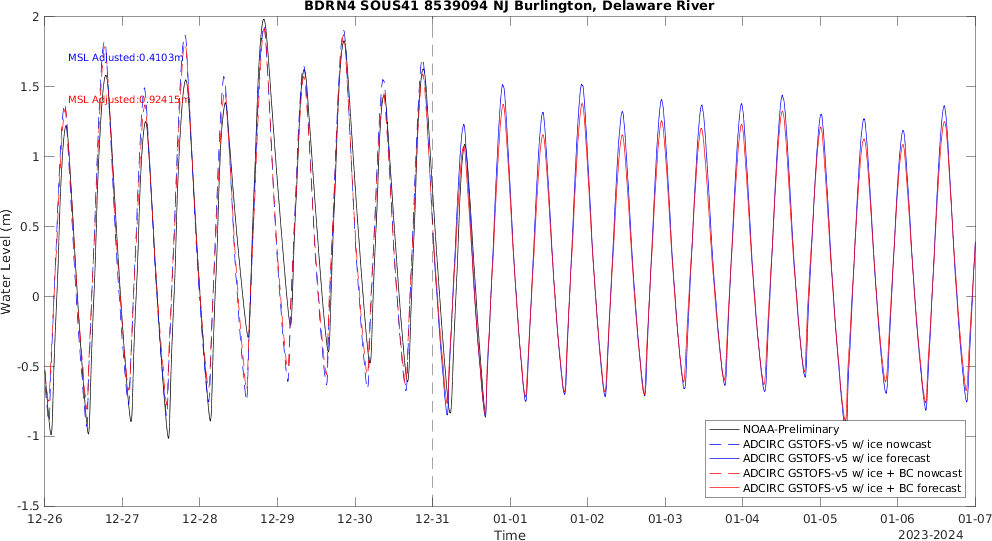 BDRN4 SOUS41 8539094 NJ Burlington, Delaware River
2
1.5
1
0.5
0
-0.5
-1
-1.5
Water Level (m)
MSL Adjusted:0.4103m
MSL Adjusted:0.92415m
NOAA-Preliminary
ADCIRC GSTOFS-v5 w/ ice nowcast
ADCIRC GSTOFS-v5 w/ ice forecast
ADCIRC GSTOFS-v5 w/ ice + BC nowcast
ADCIRC GSTOFS-v5 w/ ice + BC forecast
12-26 12-27 12-28 12-29 12-30 12-31 01-01 01-02 01-03 01-04 01-05 01-06 01-07
Time
2023-2024